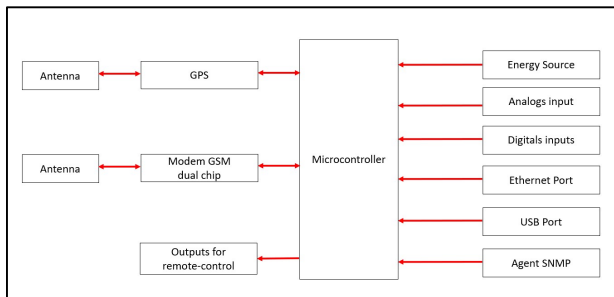 Antenna
GPS
Antenna
Modem GSM
dual chip
Outputs for
remote-control
Microcontroller
Energy Source
Analogs input
Digitals inputs
Ethernet Port
USB Port
Agent SNMP